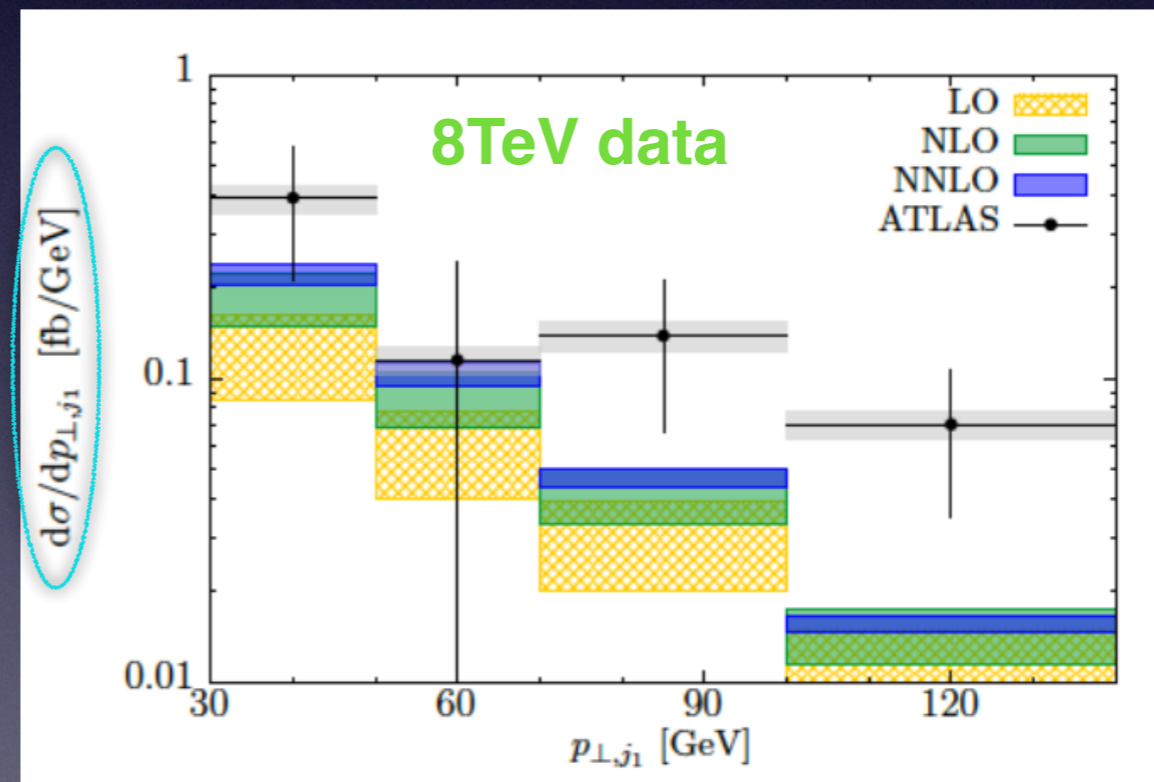 8TeV data
LO
NLO
NNLO
ATLAS
dσ/dp⊥,j₁ [fb/GeV]
1
0.1
0.01
30 60 90 120
p⊥,j₁ [GeV]